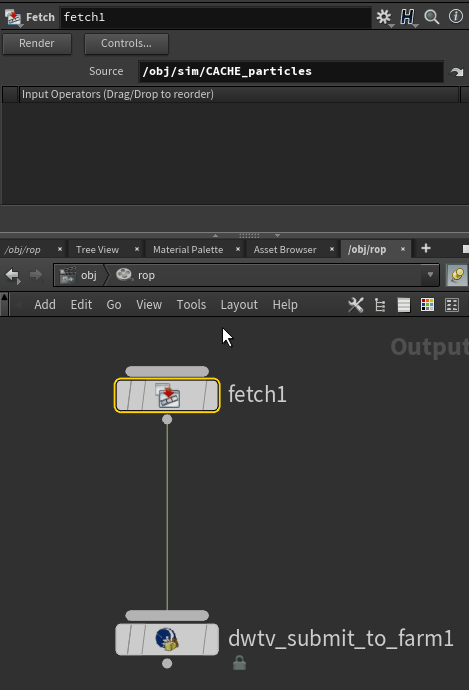 Fetch fetch1
Render Controls...
Source /obj/sim/CACHE_particles
Input Operators (Drag/Drop to reorder)
/obj/rop Tree View Material Palette Asset Browser /obj/rop
obj rop
Add Edit Go View Tools Layout Help
Output
fetch1
dwtv_submit_to_farm1